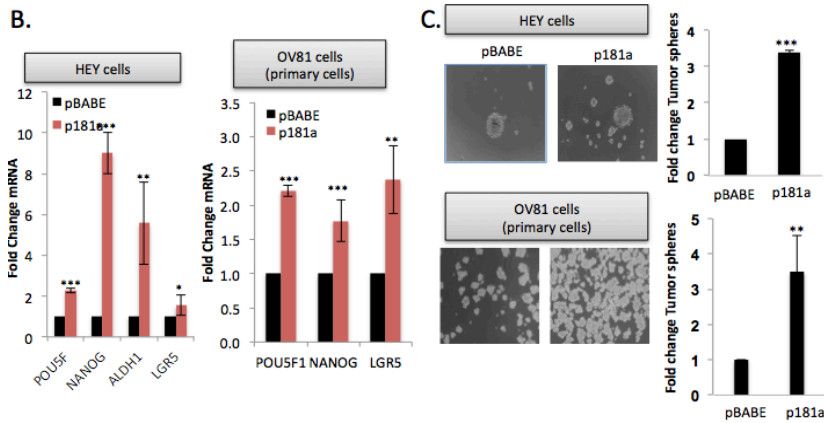 B.
HEY cells
Fold Change mRNA
12
10
8
6
4
2
0
pBABE
p181a
***
***
**
*
POU5F
NANOG
ALDH1
LGR5
OV81 cells
(primary cells)
Fold Change mRNA
3.5
3.0
2.5
2.0
1.5
1.0
0.5
0.0
pBABE
p181a
***
***
**
POU5F1 NANOG LGR5
C.
HEY cells
pBABE p181a
Fold change Tumor spheres
4
3
2
1
0
***
pBABE p181a
OV81 cells
(primary cells)
Fold change Tumor spheres
5
4
3
2
1
0
**
pBABE p181a